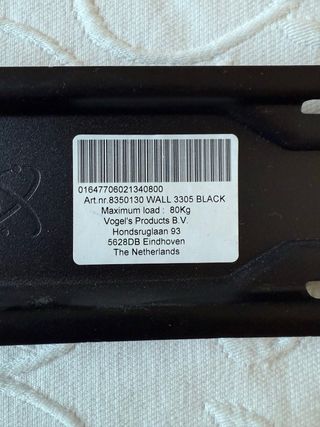 01647706021340800
Art.nr.8350130 WALL 3305 BLACK
Maximum load : 80Kg
Vogel's Products B.V.
Hondsruglaan 93
5628DB Eindhoven
The Netherlands